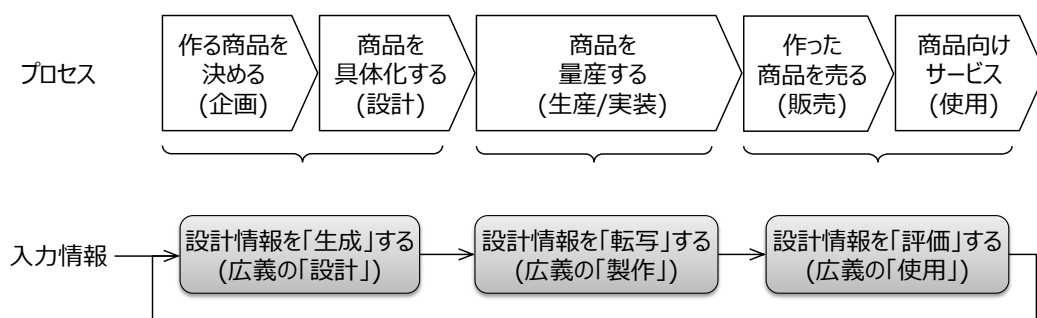 プロセス
作る商品を
決める
(企画)
商品を
具体化する
(設計)
商品を
量産する
(生産/実装)
作った
商品を売る
(販売)
商品向け
サービス
(使用)
入力情報
設計情報を「生成」する
(広義の「設計」)
設計情報を「転写」する
(広義の「製作」)
設計情報を「評価」する
(広義の「使用」)